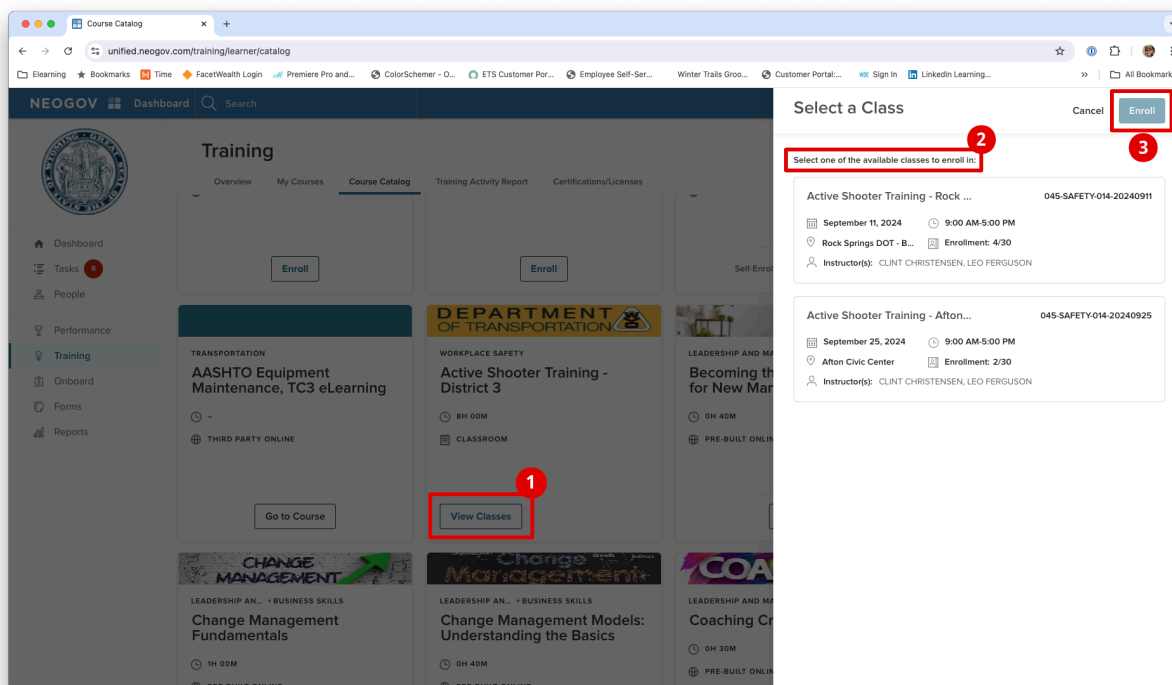 Course Catalog
unified.neogov.com/training/learner/catalog
Elearning
Bookmarks
Time
FacetWealth Login
Premiere Pro and...
ColorSchemer - O...
ETS Customer Por...
Employee Self-Ser...
Winter Trails Groo...
Customer Portal:...
Sign In
LinkedIn Learning...
All Bookmark
NEOGOV
Dashboard
Search
GREAT SEAL OF WYOMING
Dashboard
Tasks 8
People
Performance
Training
Onboard
Forms
Reports
Training
Overview
My Courses
Course Catalog
Training Activity Report
Certifications/Licenses
Enroll
Enroll
Self-Enrol
TRANSPORTATION
AASHTO Equipment
Maintenance, TC3 eLearning
–
THIRD PARTY ONLINE
Go to Course
DEPARTMENT
OF TRANSPORTATION
WORKPLACE SAFETY
Active Shooter Training -
District 3
8H 00M
CLASSROOM
1
View Classes
LEADERSHIP AND MA
Becoming th
for New Mar
0H 40M
PRE-BUILT ONLIN
CHANGE
MANAGEMENT
LEADERSHIP AN... +BUSINESS SKILLS
Change Management
Fundamentals
1H 00M
Change
Management
LEADERSHIP AN... +BUSINESS SKILLS
Change Management Models:
Understanding the Basics
0H 40M
COA
LEADERSHIP AND MA
Coaching Cr
0H 30M
PRE-BUILT ONLIN
Select a Class
Cancel
Enroll
2
3
Select one of the available classes to enroll in:
Active Shooter Training - Rock ...
045-SAFETY-014-20240911
September 11, 2024
9:00 AM-5:00 PM
Rock Springs DOT - B...
Enrollment: 4/30
Instructor(s): CLINT CHRISTENSEN, LEO FERGUSON
Active Shooter Training - Afton...
045-SAFETY-014-20240925
September 25, 2024
9:00 AM-5:00 PM
Afton Civic Center
Enrollment: 2/30
Instructor(s): CLINT CHRISTENSEN, LEO FERGUSON